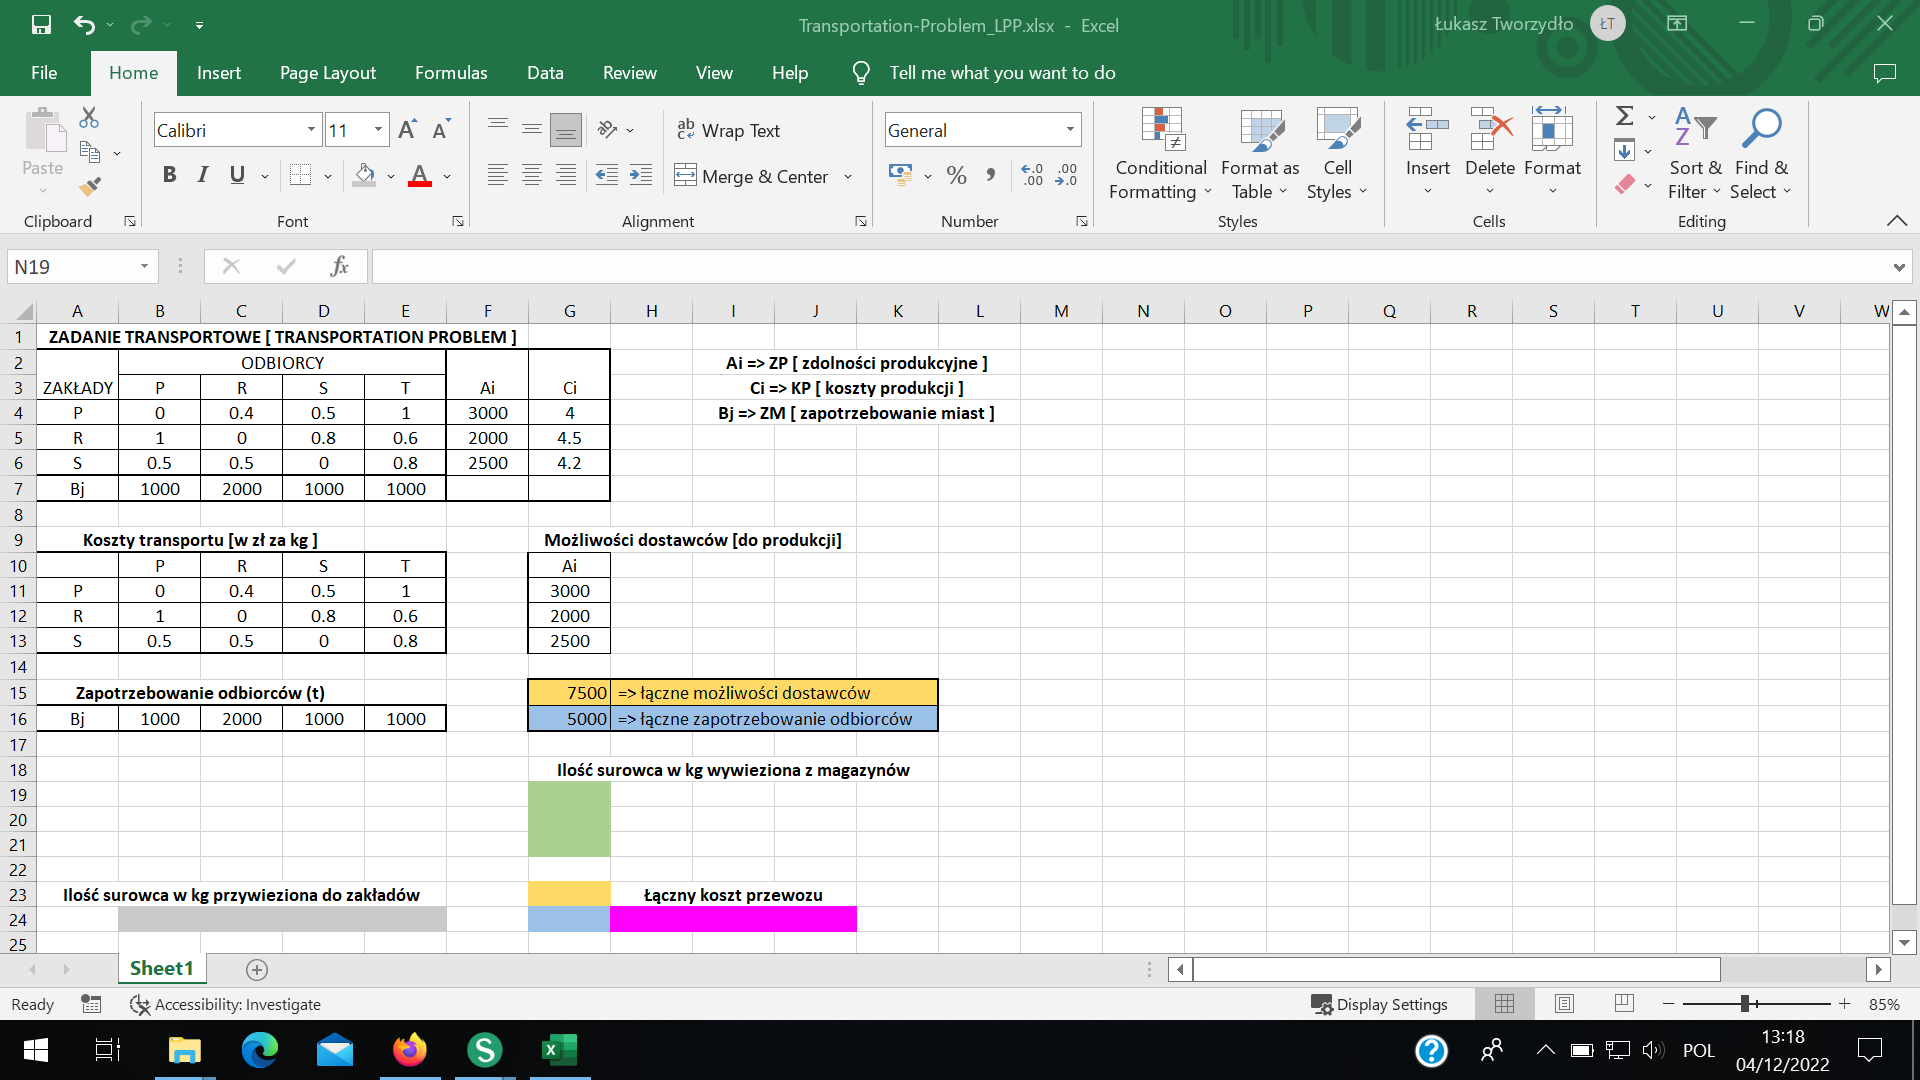 Transportation-Problem_LPP.xlsx - Excel
Łukasz Tworzydło ŁT
File Home Insert Page Layout Formulas Data Review View Help Tell me what you want to do
Paste
Clipboard
Calibri 11
B I U A
Font
ab Wrap Text
Merge & Center
Alignment
General
% ,
Number
Conditional Formatting
Format as Table
Cell Styles
Styles
Insert Delete Format
Cells
Sort & Filter
Find & Select
Editing
N19 fx
A B C D E F G H I J K L M N O P Q R S T U V W
1 ZADANIE TRANSPORTOWE [ TRANSPORTATION PROBLEM ]
2 ODBIORCY Ai => ZP [ zdolności produkcyjne ]
3 ZAKŁADY P R S T Ai Ci Ci => KP [ koszty produkcji ]
4 P 0 0.4 0.5 1 3000 4 Bj => ZM [ zapotrzebowanie miast ]
5 R 1 0 0.8 0.6 2000 4.5
6 S 0.5 0.5 0 0.8 2500 4.2
7 Bj 1000 2000 1000 1000
8
9 Koszty transportu [w zł za kg ] Możliwości dostawców [do produkcji]
10 P R S T Ai
11 P 0 0.4 0.5 1 3000
12 R 1 0 0.8 0.6 2000
13 S 0.5 0.5 0 0.8 2500
14
15 Zapotrzebowanie odbiorców (t) 7500 => łączne możliwości dostawców
16 Bj 1000 2000 1000 1000 5000 => łączne zapotrzebowanie odbiorców
17
18 Ilość surowca w kg wywieziona z magazynów
19
20
21
22
23 Ilość surowca w kg przywieziona do zakładów Łączny koszt przewozu
24
25
Sheet1
Ready Accessibility: Investigate Display Settings 85%
POL
13:18
04/12/2022